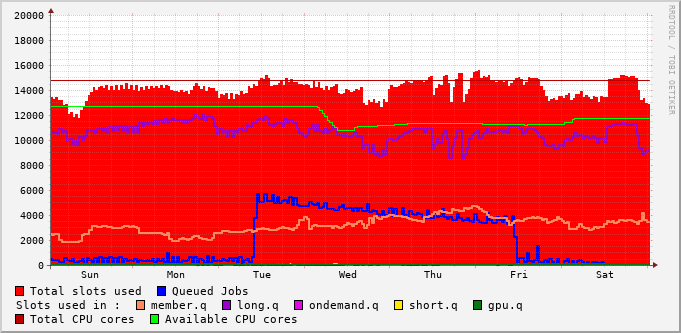 RRDTOOL / TOBI OETIKER
20000
18000
16000
14000
12000
10000
8000
6000
4000
2000
0
Sun Mon Tue Wed Thu Fri Sat
Total slots used Queued Jobs
Slots used in : member.q long.q ondemand.q short.q gpu.q
Total CPU cores Available CPU cores